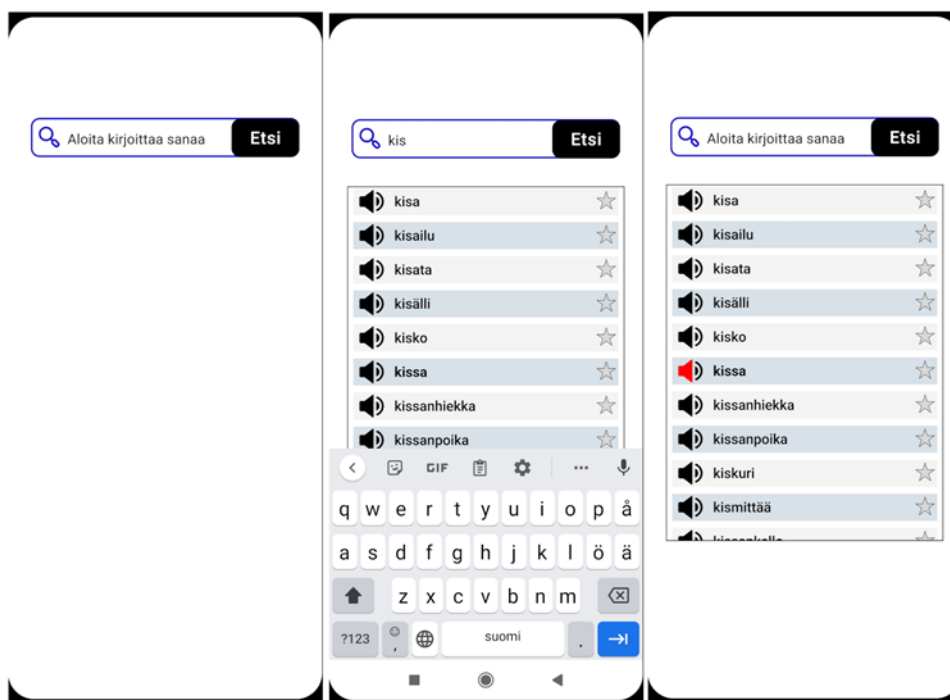 Aloita kirjoittaa sanaa Etsi
kis Etsi
kisa
kisailu
kisata
kisälli
kisko
kissa
kissanhiekka
kissanpoika
GIF
q w e r t y u i o p å
a s d f g h j k l ö ä
z x c v b n m
?123 , suomi .
Aloita kirjoittaa sanaa Etsi
kisa
kisailu
kisata
kisälli
kisko
kissa
kissanhiekka
kissanpoika
kiskuri
kismittää